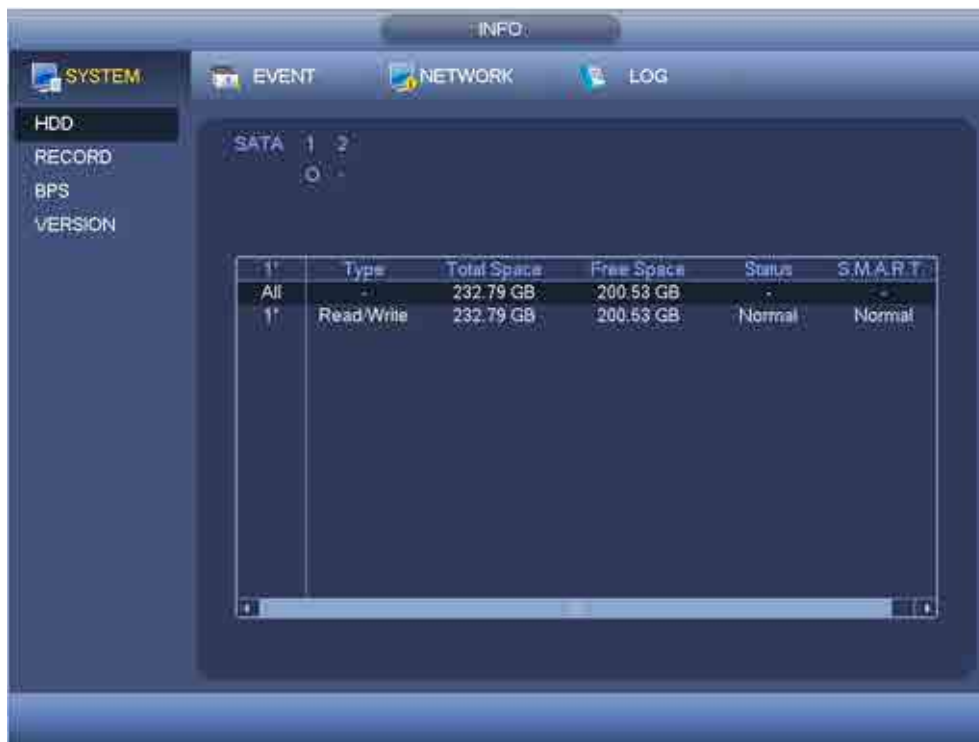 INFO
SYSTEM EVENT NETWORK LOG
HDD
RECORD
BPS
VERSION
SATA 1 2
O -
1* Type Total Space Free Space Status S.M.A.R.T.
All - 232.79 GB 200.53 GB - -
1* Read/Write 232.79 GB 200.53 GB Normal Normal